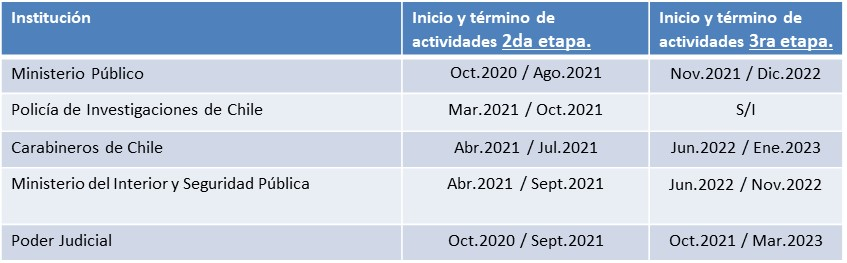 Institución
Inicio y término de
actividades 2da etapa.
Inicio y término de
actividades 3ra etapa.
Ministerio Público
Oct.2020 / Ago.2021
Nov.2021 / Dic.2022
Policía de Investigaciones de Chile
Mar.2021 / Oct.2021
S/I
Carabineros de Chile
Abr.2021 / Jul.2021
Jun.2022 / Ene.2023
Ministerio del Interior y Seguridad Pública
Abr.2021 / Sept.2021
Jun.2022 / Nov.2022
Poder Judicial
Oct.2020 / Sept.2021
Oct.2021 / Mar.2023